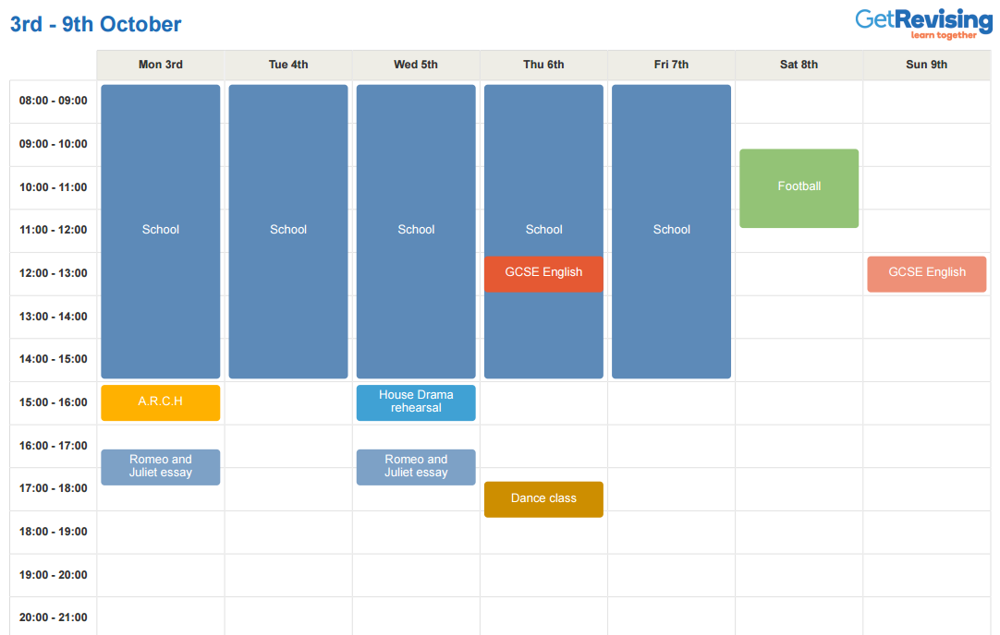 3rd - 9th October
GetRevising
learn together
Mon 3rd
Tue 4th
Wed 5th
Thu 6th
Fri 7th
Sat 8th
Sun 9th
08:00 - 09:00
09:00 - 10:00
10:00 - 11:00
Football
11:00 - 12:00
School
School
School
School
School
12:00 - 13:00
GCSE English
GCSE English
13:00 - 14:00
14:00 - 15:00
15:00 - 16:00
A.R.C.H
House Drama
rehearsal
16:00 - 17:00
Romeo and
Juliet essay
Romeo and
Juliet essay
17:00 - 18:00
Dance class
18:00 - 19:00
19:00 - 20:00
20:00 - 21:00